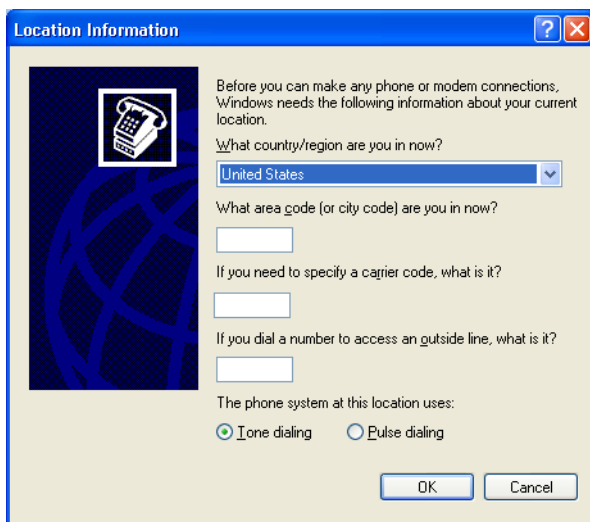 Location Information
Before you can make any phone or modem connections,
Windows needs the following information about your current
location.
What country/region are you in now?
United States
What area code (or city code) are you in now?
If you need to specify a carrier code, what is it?
If you dial a number to access an outside line, what is it?
The phone system at this location uses:
Tone dialing Pulse dialing
OK Cancel